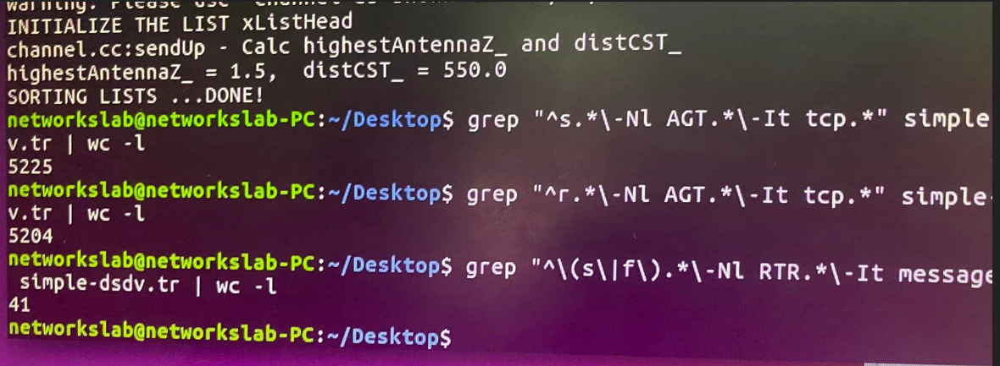 warning: Please use
INITIALIZE THE LIST xListHead
channel.cc:sendUp - Calc highestAntennaZ_ and distCST_
highestAntennaZ_ = 1.5,  distCST_ = 550.0
SORTING LISTS ...DONE!
networkslab@networkslab-PC:~/Desktop$ grep "^s.*\-Nl AGT.*\-It tcp.*" simple
v.tr | wc -l
5225
networkslab@networkslab-PC:~/Desktop$ grep "^r.*\-Nl AGT.*\-It tcp.*" simple-
v.tr | wc -l
5204
networkslab@networkslab-PC:~/Desktop$ grep "^\(s\|f\).*\-Nl RTR.*\-It message
 simple-dsdv.tr | wc -l
41
networkslab@networkslab-PC:~/Desktop$